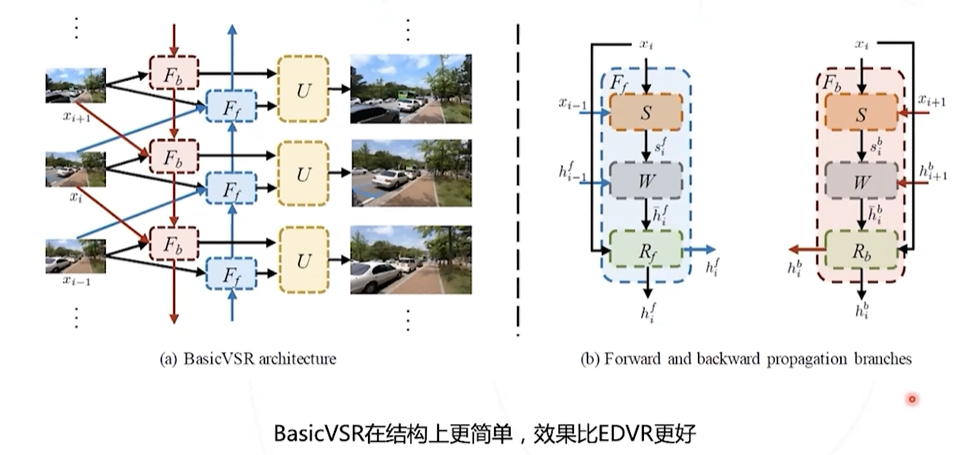 ⋮ ⋮
F_b
U
F_f
x_{i+1}
F_b
U
F_f
x_i
F_b
U
F_f
x_{i-1}
⋮ ⋮
(a) BasicVSR architecture
x_i
F_f
x_{i-1}
S
s_i^f
h_{i-1}^f
W
\bar{h}_i^f
R_f
h_i^f
h_i^f
x_i
F_b
x_{i+1}
S
s_i^b
h_{i+1}^b
W
\bar{h}_i^b
R_b
h_i^b
h_i^b
(b) Forward and backward propagation branches
BasicVSR在结构上更简单，效果比EDVR更好